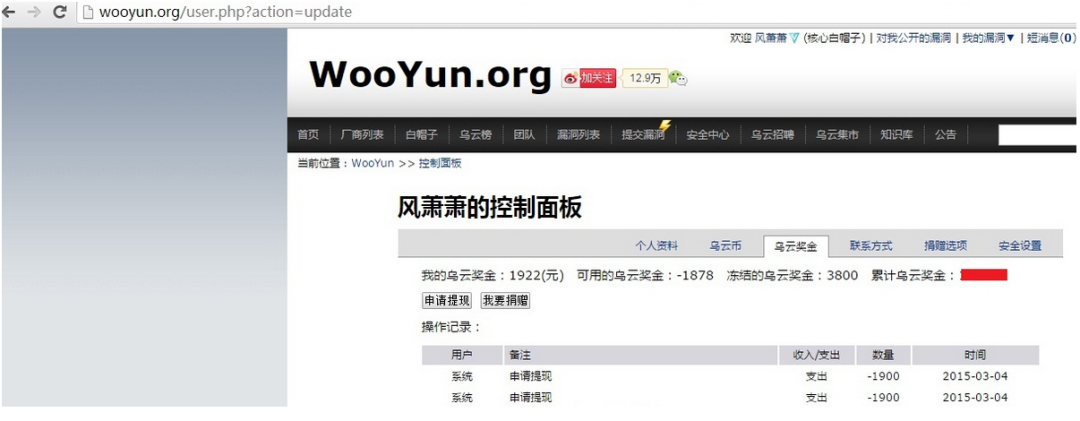 wooyun.org/user.php?action=update
欢迎 风萧萧 (核心白帽子) | 对我公开的漏洞 | 我的漏洞▼ | 短消息(0)
WooYun.org 加关注 12.9万
首页 厂商列表 白帽子 乌云榜 团队 漏洞列表 提交漏洞 安全中心 乌云招聘 乌云集市 知识库 公告
当前位置：WooYun >> 控制面板
风萧萧的控制面板
个人资料 乌云币 乌云奖金 联系方式 捐赠选项 安全设置
我的乌云奖金：1922(元) 可用的乌云奖金：-1878 冻结的乌云奖金：3800 累计乌云奖金：
申请提现 我要捐赠
操作记录：
用户 备注 收入/支出 数量 时间
系统 申请提现 支出 -1900 2015-03-04
系统 申请提现 支出 -1900 2015-03-04